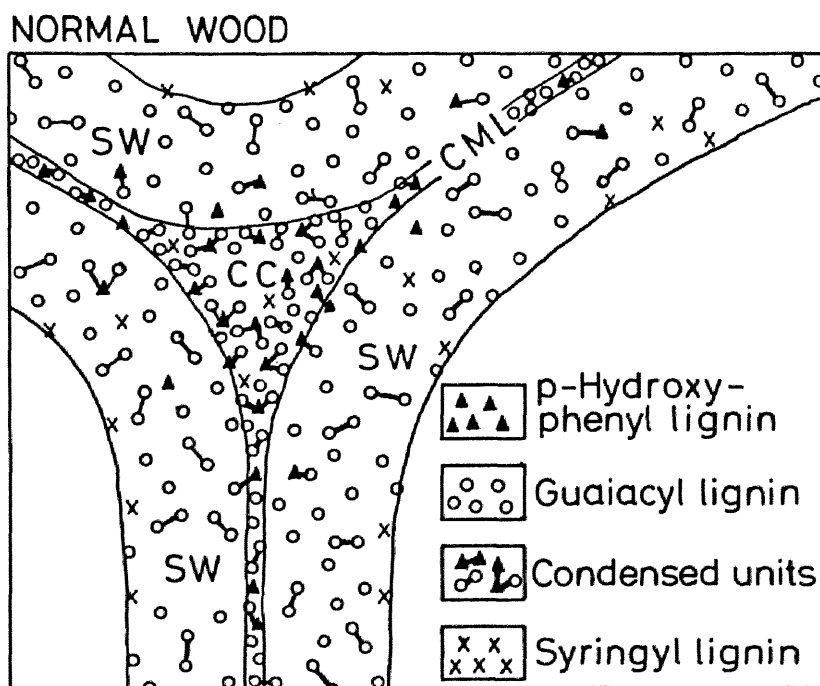 NORMAL WOOD
SW
CML
CC
SW
SW
p-Hydroxy-
phenyl lignin
Guaiacyl lignin
Condensed units
Syringyl lignin